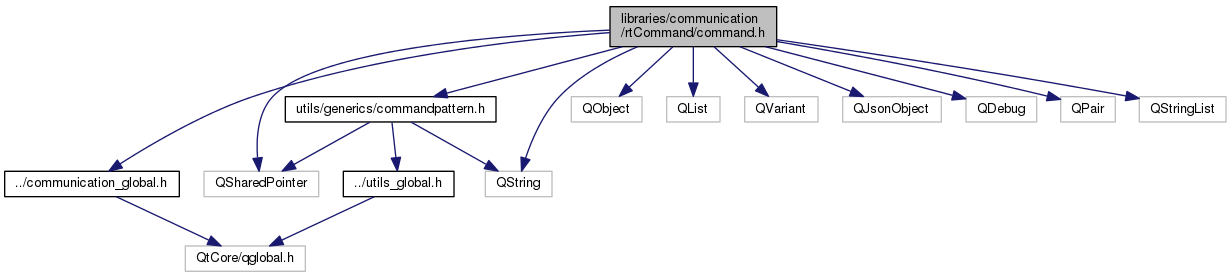 libraries/communication
/rtCommand/command.h
utils/generics/commandpattern.h
QObject
QList
QVariant
QJsonObject
QDebug
QPair
QStringList
../communication_global.h
QSharedPointer
../utils_global.h
QString
QtCore/qglobal.h